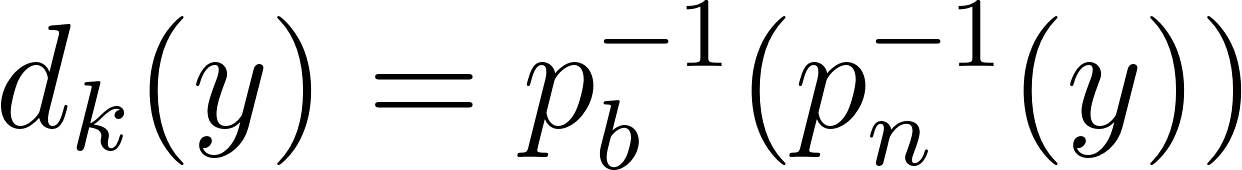 $d_k(y) = p_b^{-1}(p_n^{-1}(y))$